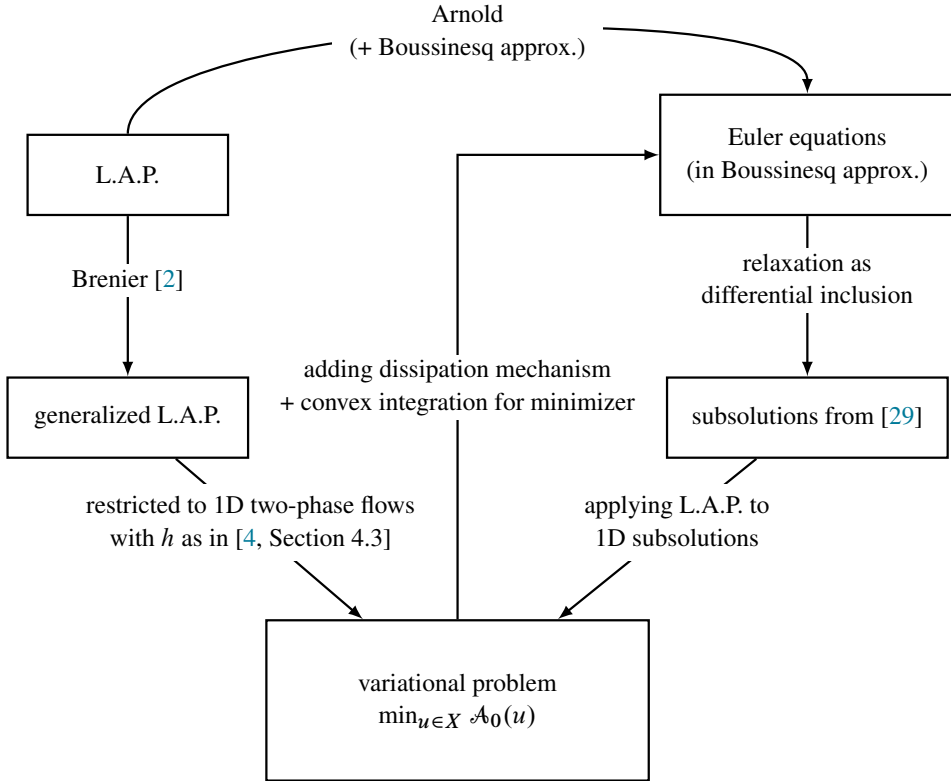 Arnold
(+ Boussinesq approx.)
L.A.P.
Euler equations
(in Boussinesq approx.)
Brenier [2]
relaxation as
differential inclusion
adding dissipation mechanism
+ convex integration for minimizer
generalized L.A.P.
subsolutions from [29]
restricted to 1D two-phase flows
with h as in [4, Section 4.3]
applying L.A.P. to
1D subsolutions
variational problem
min_{u∈X} 𝒜₀(u)